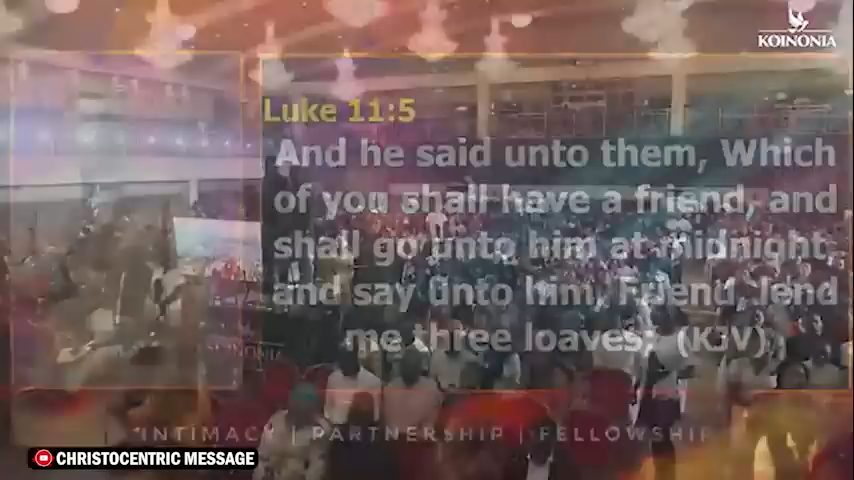 KOINONIA
Luke 11:5
And he said unto them, Which
of you shall have a friend, and
shall go unto him at midnight,
and say unto him, Friend, lend
me three loaves; (KJV)
INTIMACY | PARTNERSHIP | FELLOWSHIP
CHRISTOCENTRIC MESSAGE